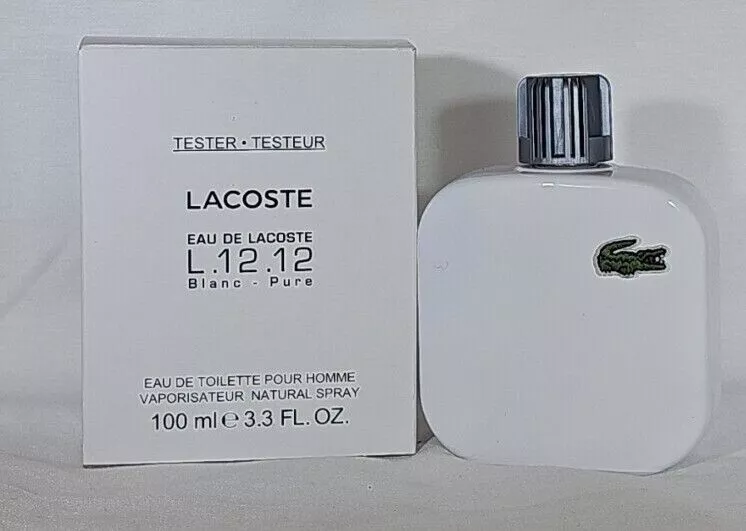 TESTER • TESTEUR
LACOSTE
EAU DE LACOSTE
L.12.12
Blanc - Pure
EAU DE TOILETTE POUR HOMME
VAPORISATEUR NATURAL SPRAY
100 ml e 3.3 FL. OZ.